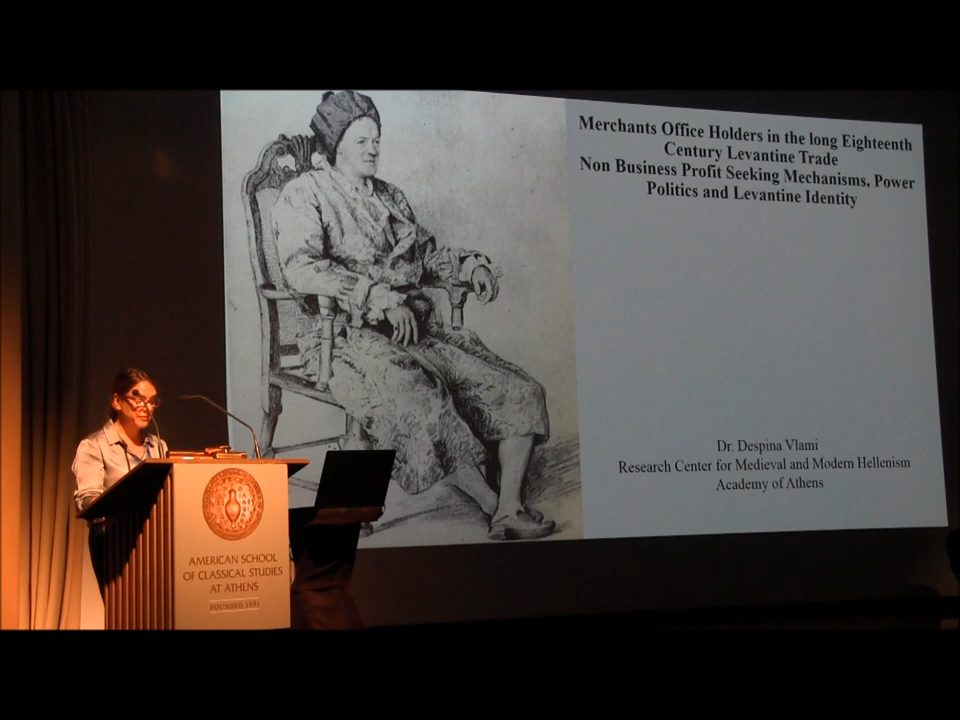 Merchants Office Holders in the long Eighteenth
Century Levantine Trade
Non Business Profit Seeking Mechanisms, Power
Politics and Levantine Identity
Dr. Despina Vlami
Research Center for Medieval and Modern Hellenism
Academy of Athens
AMERICAN SCHOOL
OF CLASSICAL STUDIES
AT ATHENS
FOUNDED 1881